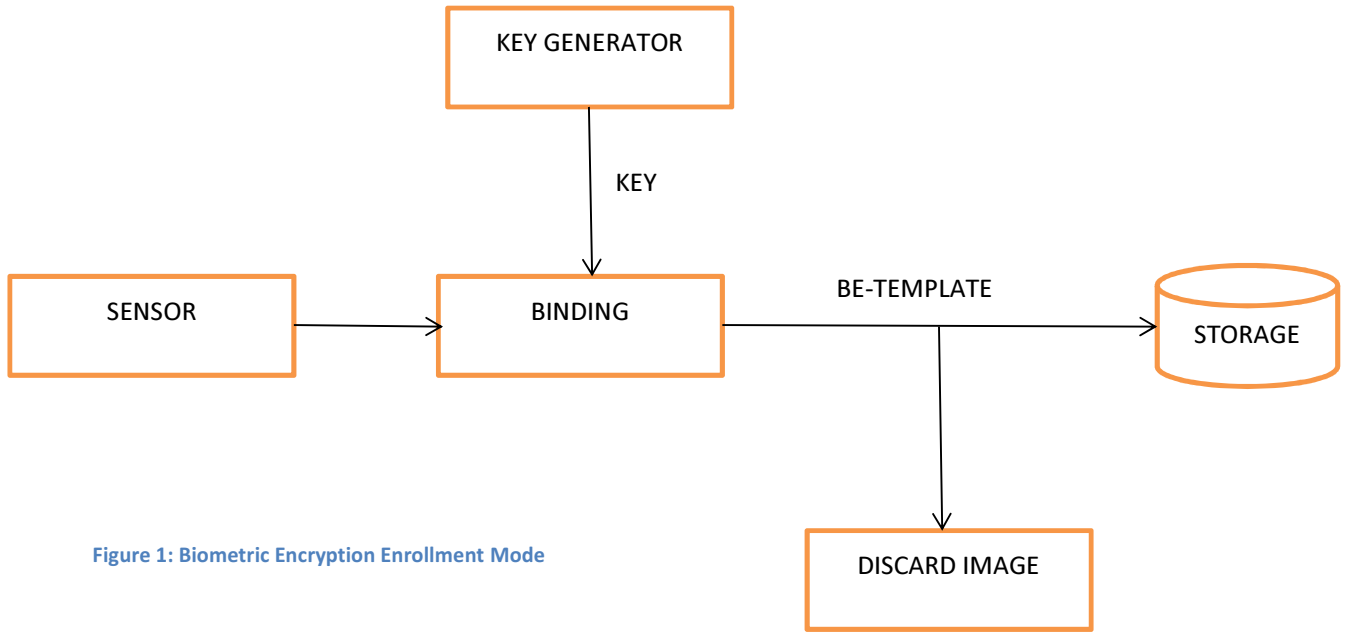 KEY GENERATOR
KEY
SENSOR
BINDING
BE-TEMPLATE
STORAGE
DISCARD IMAGE
Figure 1: Biometric Encryption Enrollment Mode